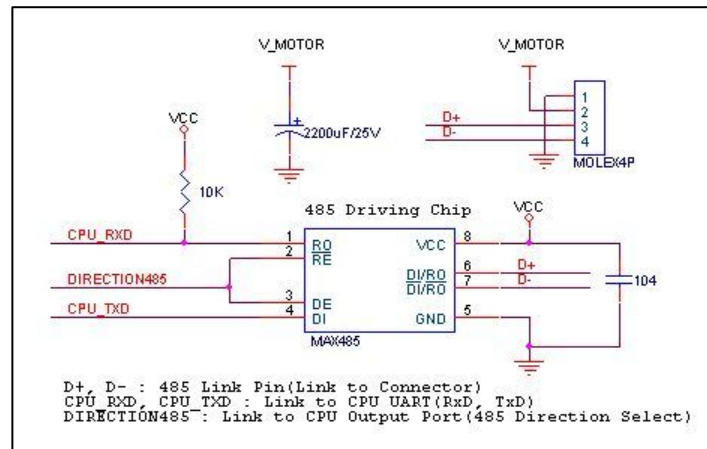 V_MOTOR
V_MOTOR
VCC
2200uF/25V
D+
D-
1
2
3
4
MOLEX4P
10K
485 Driving Chip
VCC
CPU_RXD
1
RO
VCC
8
2
RE
DIRECTION485
DI/RO
6
D+
104
DI/RO
7
D-
3
DE
CPU_TXD
4
DI
GND
5
MAX485
D+, D- : 485 Link Pin(Link to Connector)
CPU_RXD, CPU_TXD : Link to CPU UART(RxD, TxD)
DIRECTION485 : Link to CPU Output Port(485 Direction Select)